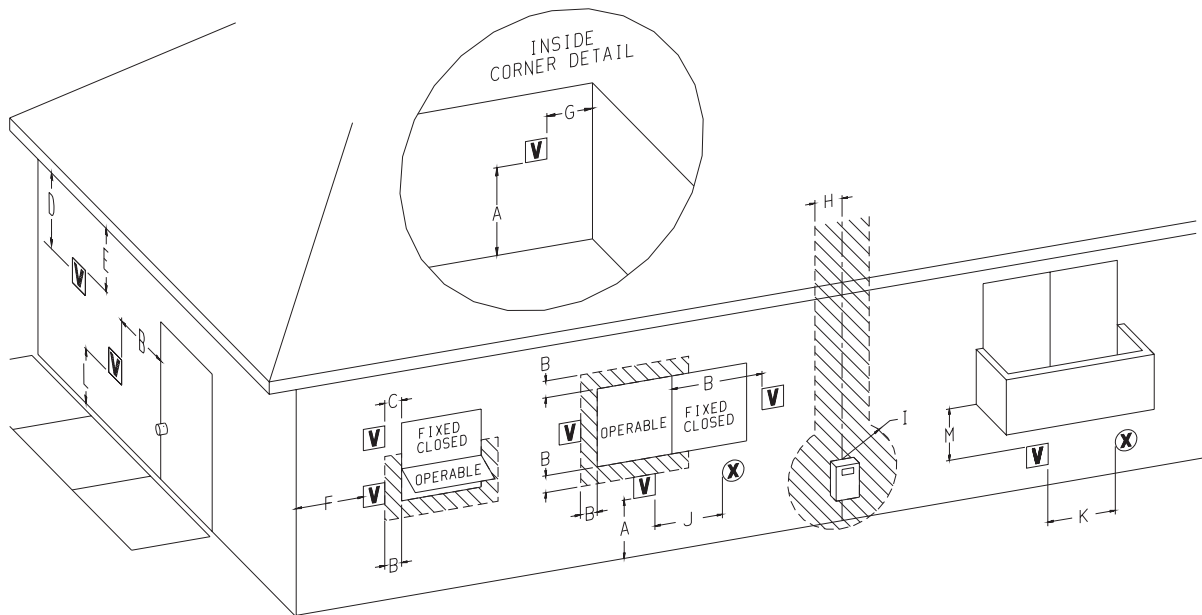 INSIDE
CORNER DETAIL
G
V
A
H
D
E
V
B
V
L
C
V
FIXED
CLOSED
OPERABLE
F
V
B
B
B
V
OPERABLE
FIXED
CLOSED
V
B
B
V
A
J
X
I
M
V
X
K